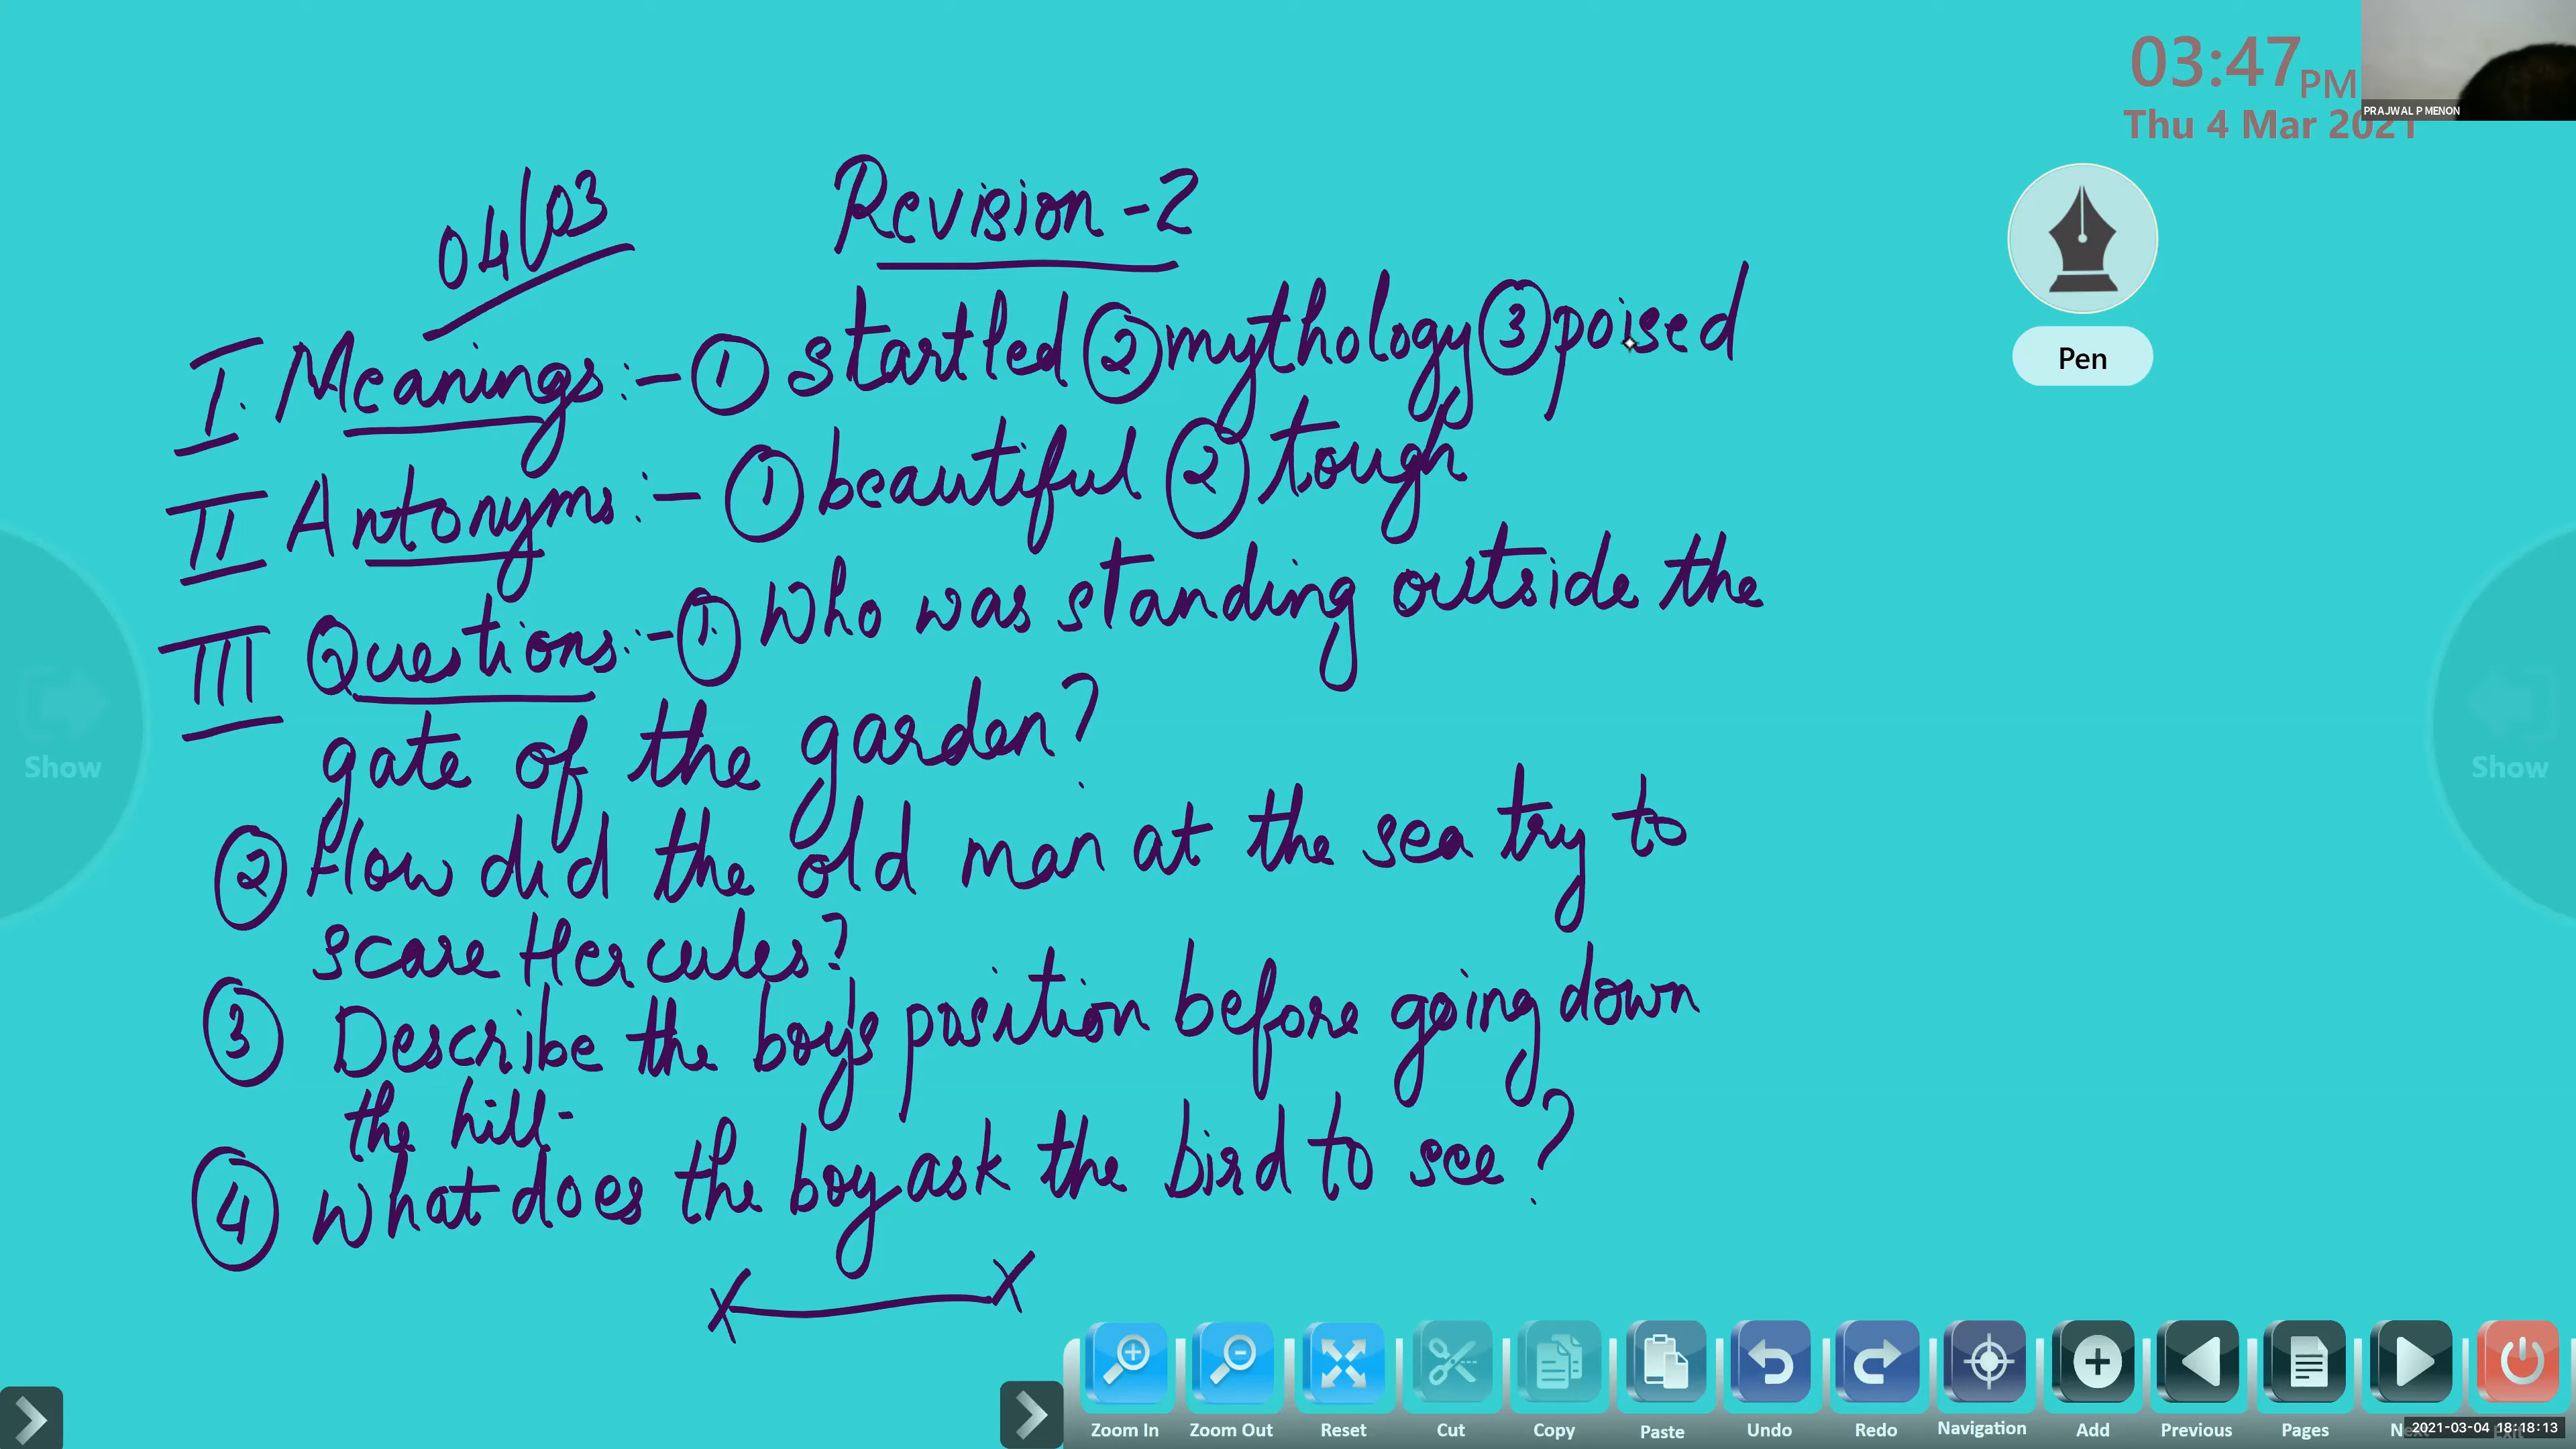 03:47 PM
PRAJWAL P MENON
Thu 4 Mar 2021
04/03
Revision-2
Pen
I. Meanings:- ① startled ② mythology ③ poised
II Antonyms:- ① beautiful ② tough
III Questions:- ① Who was standing outside the
gate of the garden?
② How did the old man at the sea try to
scare Hercules?
③ Describe the boy's position before going down
the hill-
④ What does the boy ask the bird to see?
Show
Show
Zoom In Zoom Out Reset Cut Copy Paste Undo Redo Navigation Add Previous Pages
2021-03-04 18:18:13